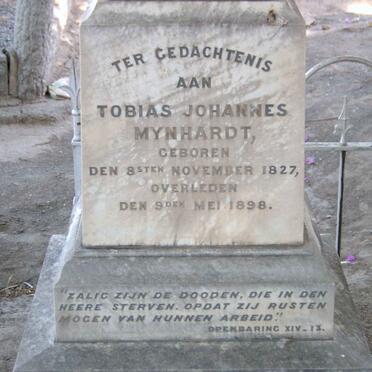 TER GEDACHTENIS
AAN
TOBIAS JOHANNES
MYNHARDT,
GEBOREN
DEN 8STEN NOVEMBER 1827,
OVERLEDEN
DEN 9DEN MEI 1898.
"ZALIG ZIJN DE DOODEN, DIE IN DEN
HEERE STERVEN. OPDAT ZIJ RUSTEN
MOGEN VAN HUNNEN ARBEID."
OPENBARING XIV-13.